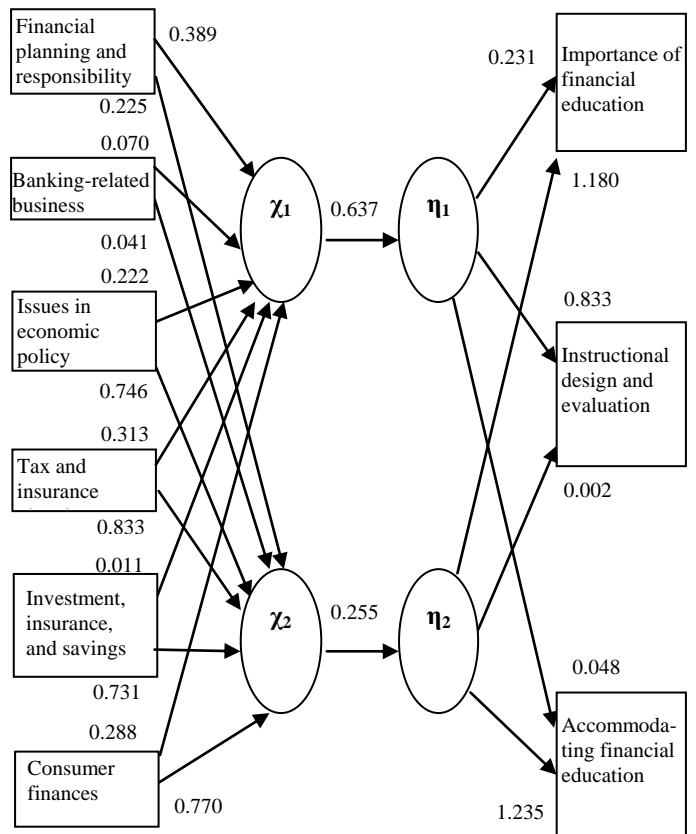 Financial
planning and
responsibility
0.389
0.225
0.070
Banking-related
business
0.041
0.222
Issues in
economic
policy
0.746
0.313
Tax and
insurance
0.833
0.011
Investment,
insurance,
and savings
0.731
0.288
Consumer
finances
0.770
χ1
0.637
η1
χ2
0.255
η2
0.231
Importance of
financial
education
1.180
0.833
Instructional
design and
evaluation
0.002
0.048
Accommoda-
ting financial
education
1.235